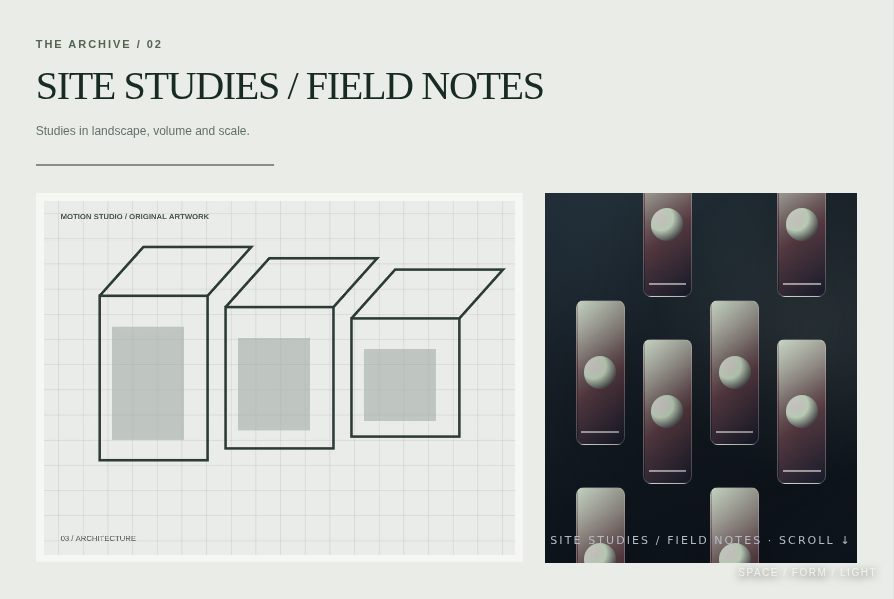 THE ARCHIVE / 02
SITE STUDIES / FIELD NOTES
Studies in landscape, volume and scale.
MOTION STUDIO / ORIGINAL ARTWORK
03 / ARCHITECTURE
SITE STUDIES / FIELD NOTES · SCROLL ↓
SPACE / FORM / LIGHT